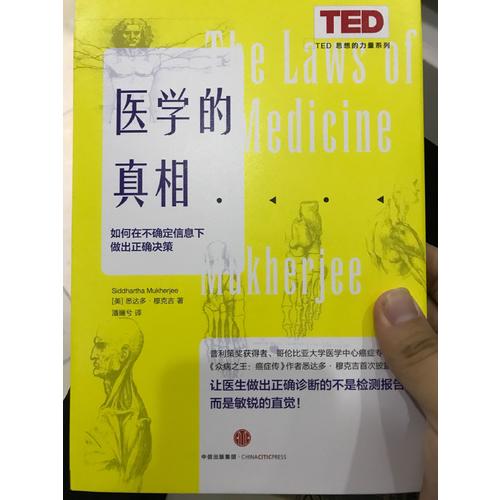 TED
TED 思想的力量系列
The Laws of
Medicine
医学的
真相
如何在不确定信息下
做出正确决策
Mukherjee
Siddhartha Mukherjee
[美] 悉达多·穆克吉 著
潘斓兮 译
普利策奖获得者、哥伦比亚大学医学中心癌症专
《众病之王：癌症传》作者悉达多·穆克吉首次披
让医生做出正确诊断的不是检测报告
而是敏锐的直觉！
中信出版集团·CHINACITICPRESS